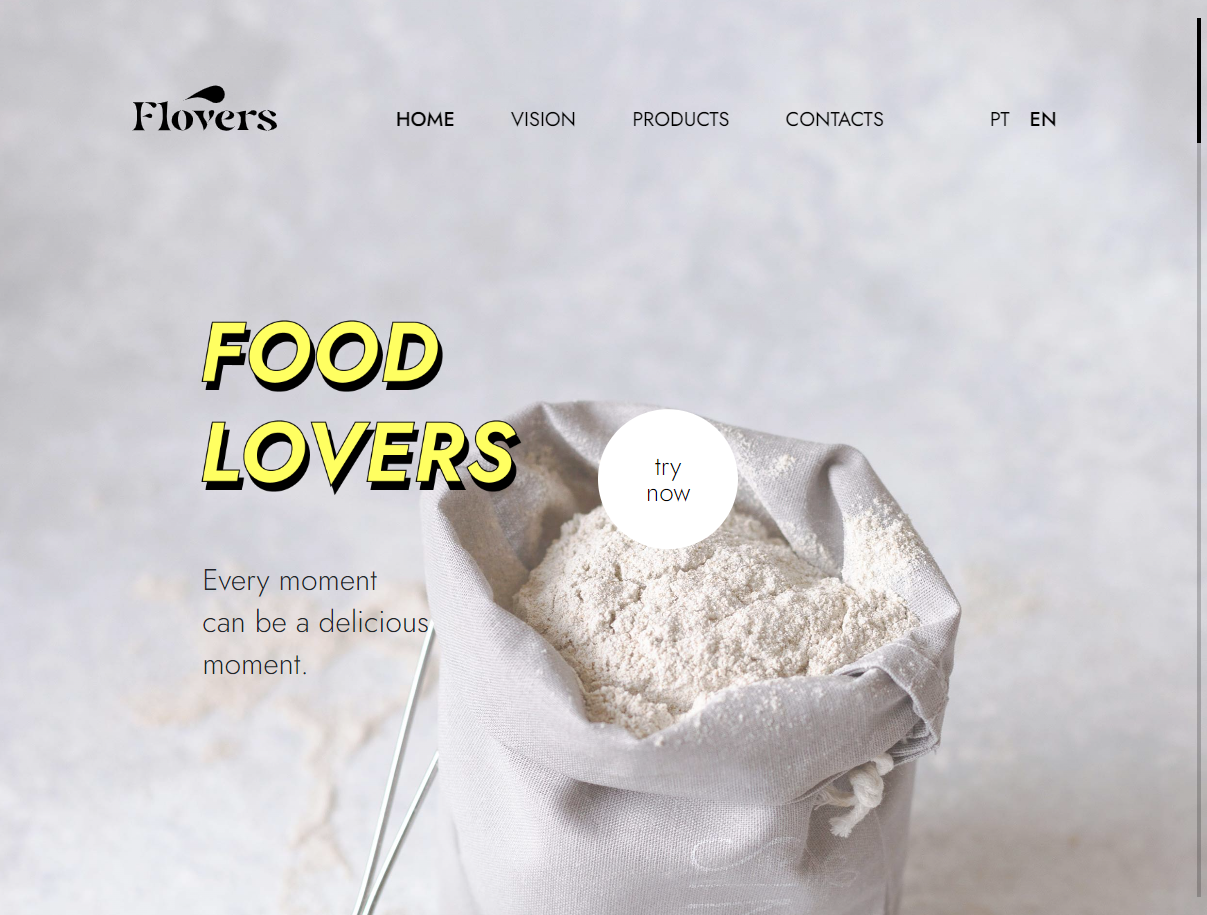 Flovers
HOME VISION PRODUCTS CONTACTS PT EN
FOOD
LOVERS
try
now
Every moment
can be a delicious
moment.